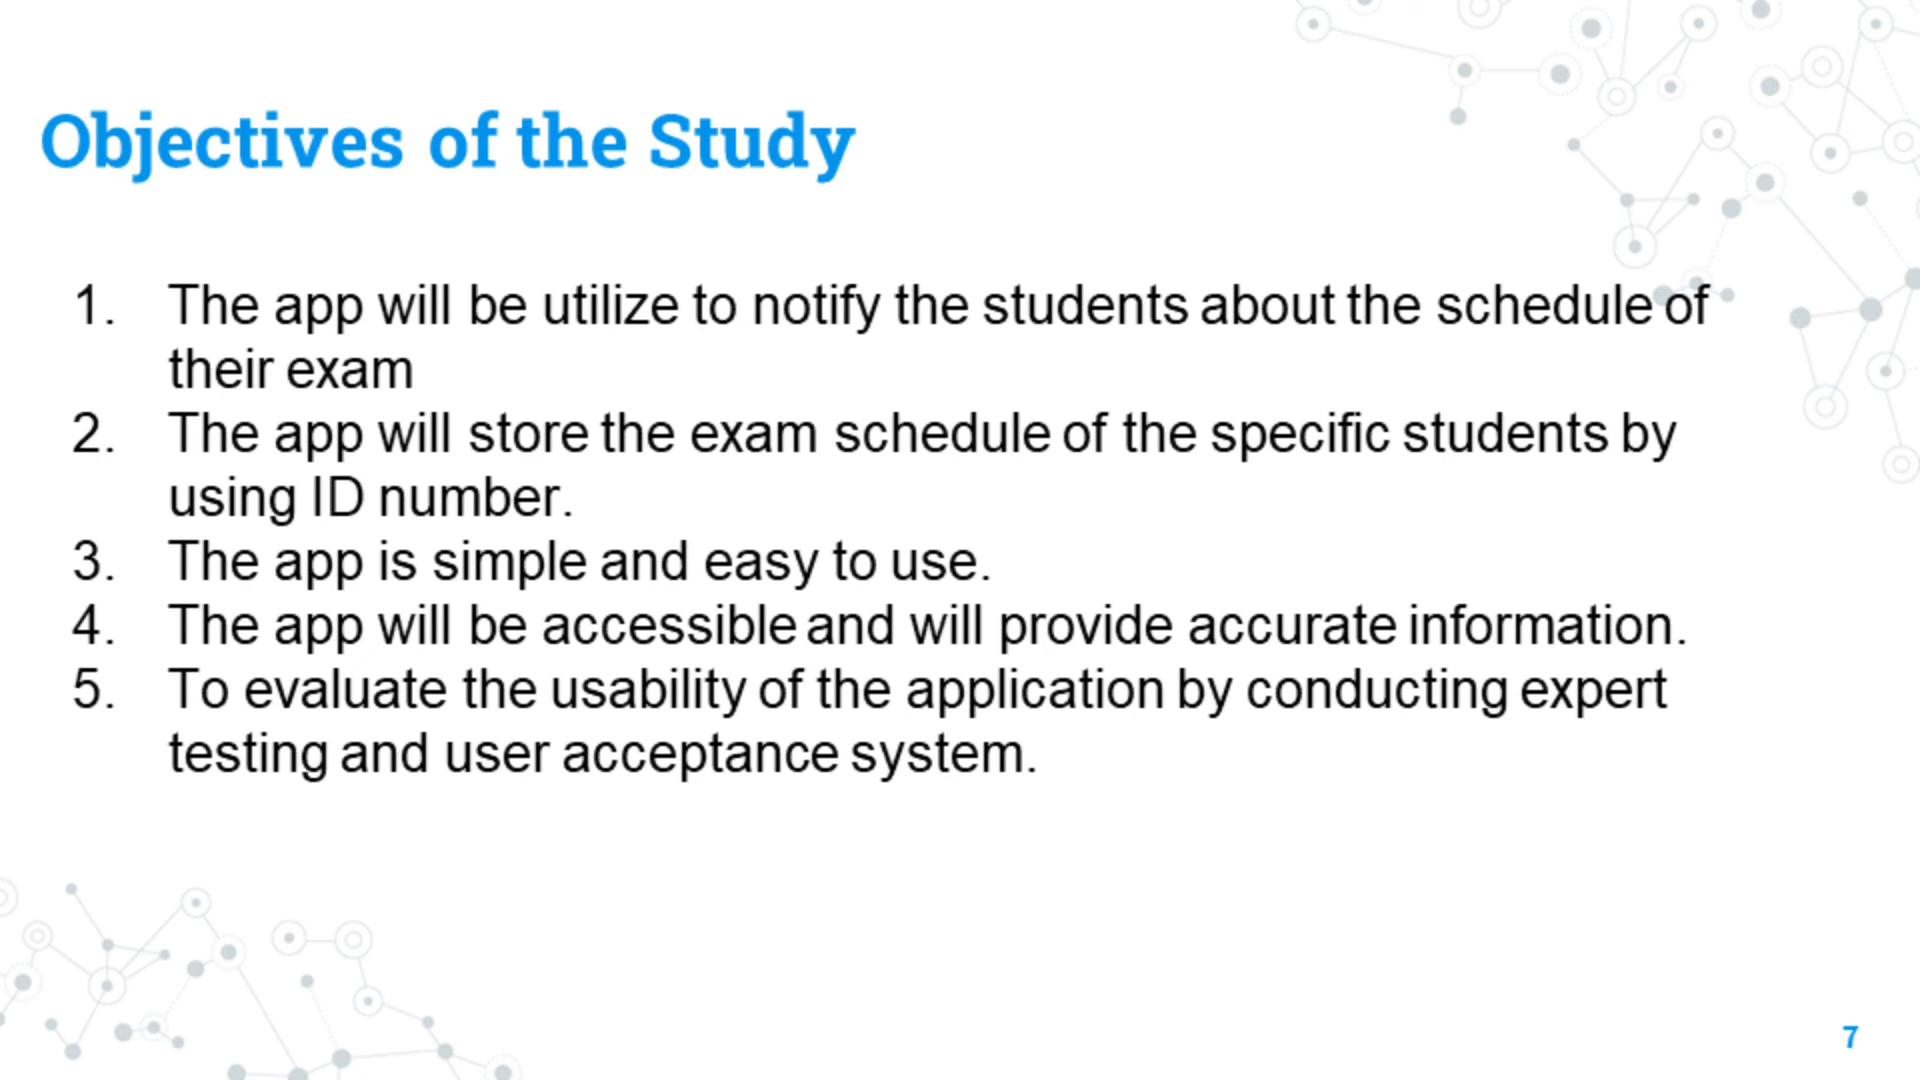 Objectives of the Study
1. The app will be utilize to notify the students about the schedule of
their exam
2. The app will store the exam schedule of the specific students by
using ID number.
3. The app is simple and easy to use.
4. The app will be accessible and will provide accurate information.
5. To evaluate the usability of the application by conducting expert
testing and user acceptance system.
7